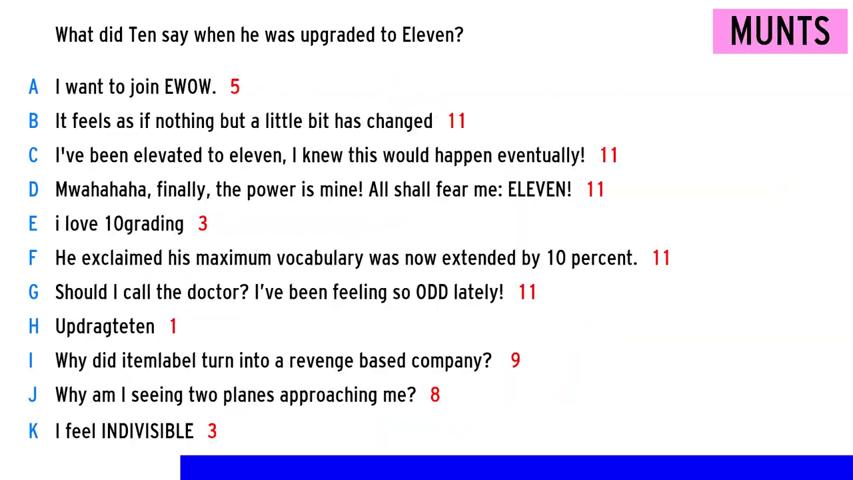 What did Ten say when he was upgraded to Eleven?
MUNTS
A I want to join EWOW. 5
B It feels as if nothing but a little bit has changed 11
C I've been elevated to eleven, I knew this would happen eventually! 11
D Mwahahaha, finally, the power is mine! All shall fear me: ELEVEN! 11
E i love 10grading 3
F He exclaimed his maximum vocabulary was now extended by 10 percent. 11
G Should I call the doctor? I’ve been feeling so ODD lately! 11
H Updragteten 1
I Why did itemlabel turn into a revenge based company? 9
J Why am I seeing two planes approaching me? 8
K I feel INDIVISIBLE 3